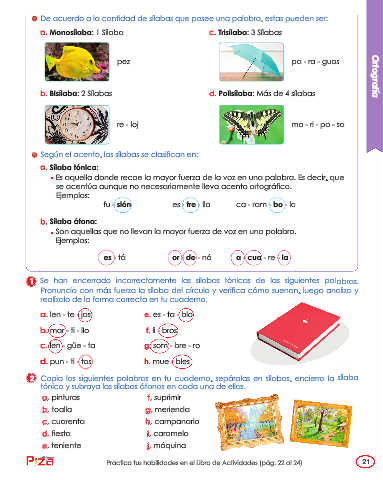 De acuerdo a la cantidad de sílabas que posee una palabra, estas pueden ser:
a. Monosílaba: 1 Sílaba
c. Trisílaba: 3 Sílabas
pez
pa - ra - guas
b. Bisílaba: 2 Sílabas
d. Polisílaba: Más de 4 sílabas
re - loj
ma - ri - po - sa
Ortografía
Según el acento, las sílabas se clasifican en:
a. Sílaba tónica:
Es aquella donde recae la mayor fuerza de la voz en una palabra. Es decir, que
se acentúa aunque no necesariamente lleva acento ortográfico.
Ejemplos:
fu - sión
es - tre - lla
ca - ram - bo - la
b. Sílaba átona:
Son aquellas que no llevan la mayor fuerza de voz en una palabra.
Ejemplos:
es - tá
or - de - ná
a - cua - re - la
1 Se han encerrado incorrectamente las sílabas tónicas de las siguientes palabras.
Pronuncia con más fuerza la sílaba del círculo y verifica cómo suenan, luego analiza y
realízalo de la forma correcta en tu cuaderno.
a. len - te - jas
e. es - ta - blo
b. mar - ti - llo
f. li - bros
c. len - güe - ta
g. som - bre - ro
d. pun - ti - tos
h. mue - bles
2 Copia las siguientes palabras en tu cuaderno, sepáralas en sílabas, encierra la sílaba
tónica y subraya las sílabas átonas en cada una de ellas.
a. pinturas
f. suprimir
b. toalla
g. merienda
c. cuarenta
h. campanario
d. fiesta
i. caramelo
e. teniente
j. máquina
Practica tus habilidades en el Libro de Actividades (pág. 22 al 24)
21